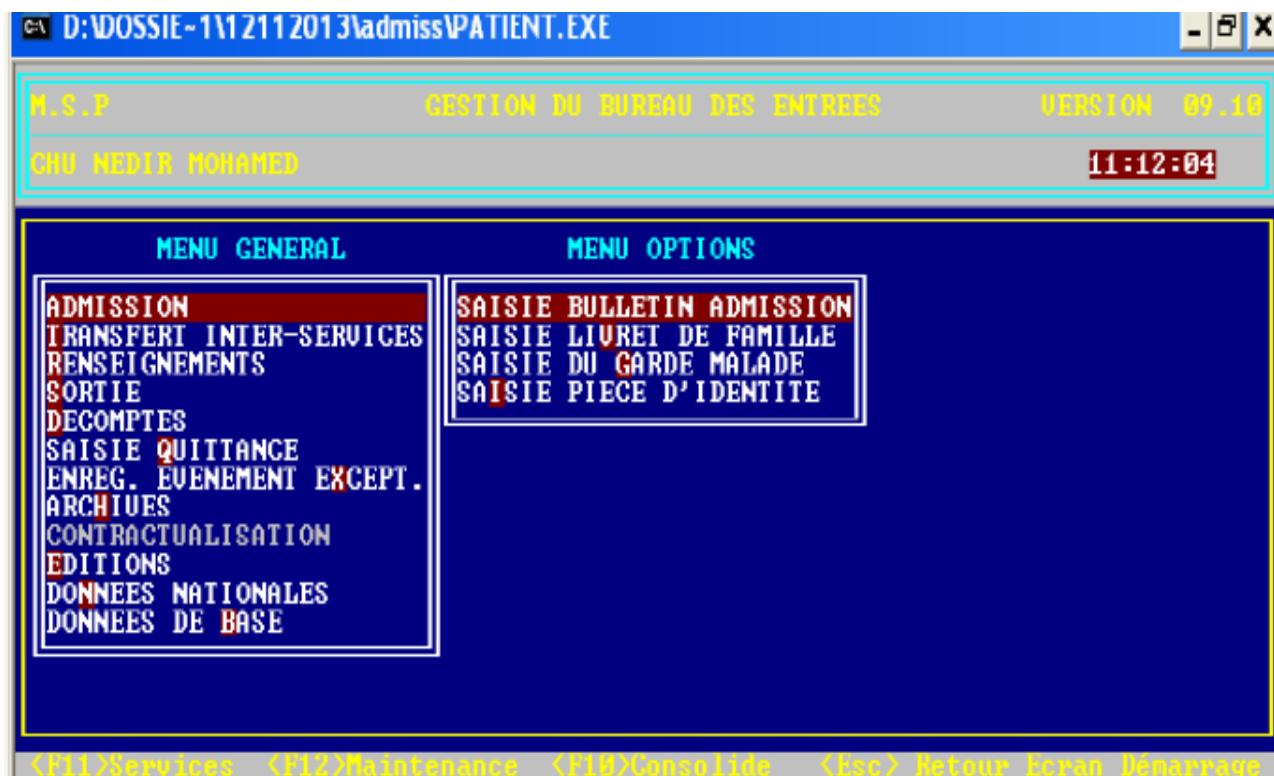 D:\DOSSIE~1\12112013\admiss\PATIENT.EXE
M.S.P GESTION DU BUREAU DES ENTREES VERSION 09.10
CHU NEDIR MOHAMED 11:12:04
MENU GENERAL
ADMISSION
TRANSFERT INTER-SERVICES
RENSEIGNEMENTS
SORTIE
DECOMPTES
SAISIE QUITTANCE
ENREG. EVENEMENT EXCEPT.
ARCHIVES
CONTRACTUALISATION
EDITIONS
DONNEES NATIONALES
DONNEES DE BASE
MENU OPTIONS
SAISIE BULLETIN ADMISSION
SAISIE LIVRET DE FAMILLE
SAISIE DU GARDE MALADE
SAISIE PIECE D'IDENTITE
<F11>Services <F12>Maintenance <F10>Consolide <Esc> Retour Ecran Démarrage